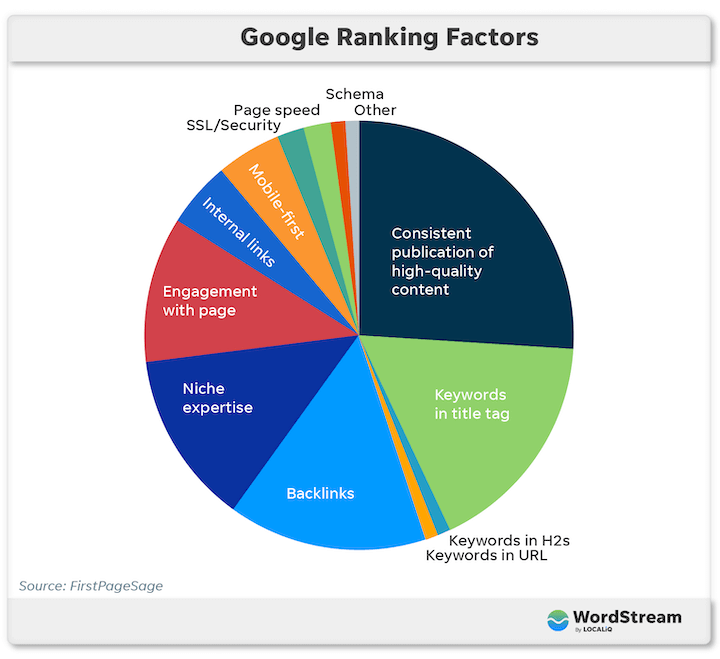 Google Ranking Factors
Schema
Page speed
Other
SSL/Security
Mobile-first
Internal links
Consistent
publication of
high-quality
content
Engagement
with page
Niche
expertise
Keywords
in title tag
Backlinks
Keywords in H2s
Keywords in URL
Source: FirstPageSage
WordStream
by LOCALiQ